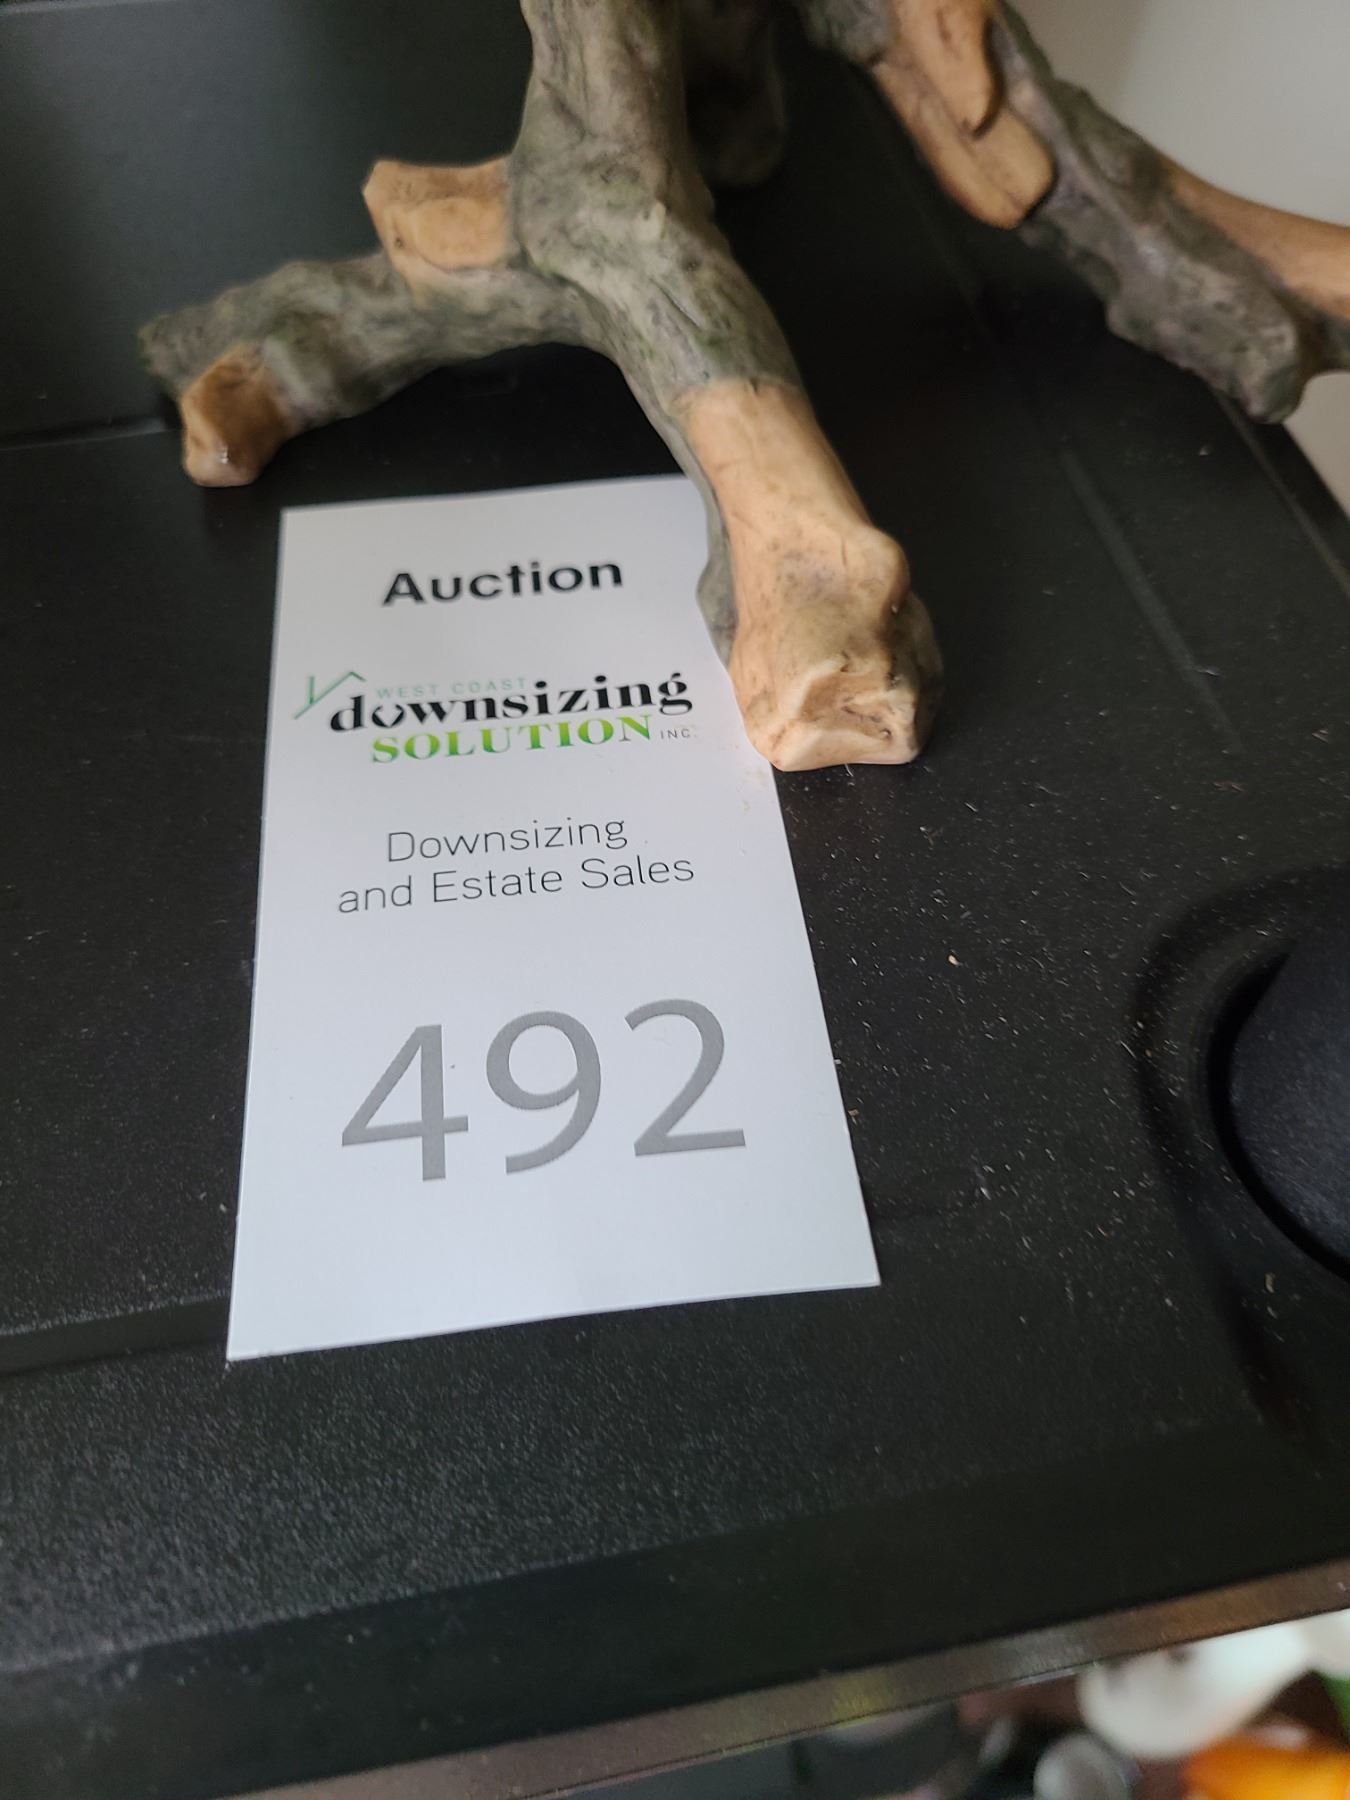 Auction
WEST COAST
downsizing
SOLUTION INC.
Downsizing
and Estate Sales
492